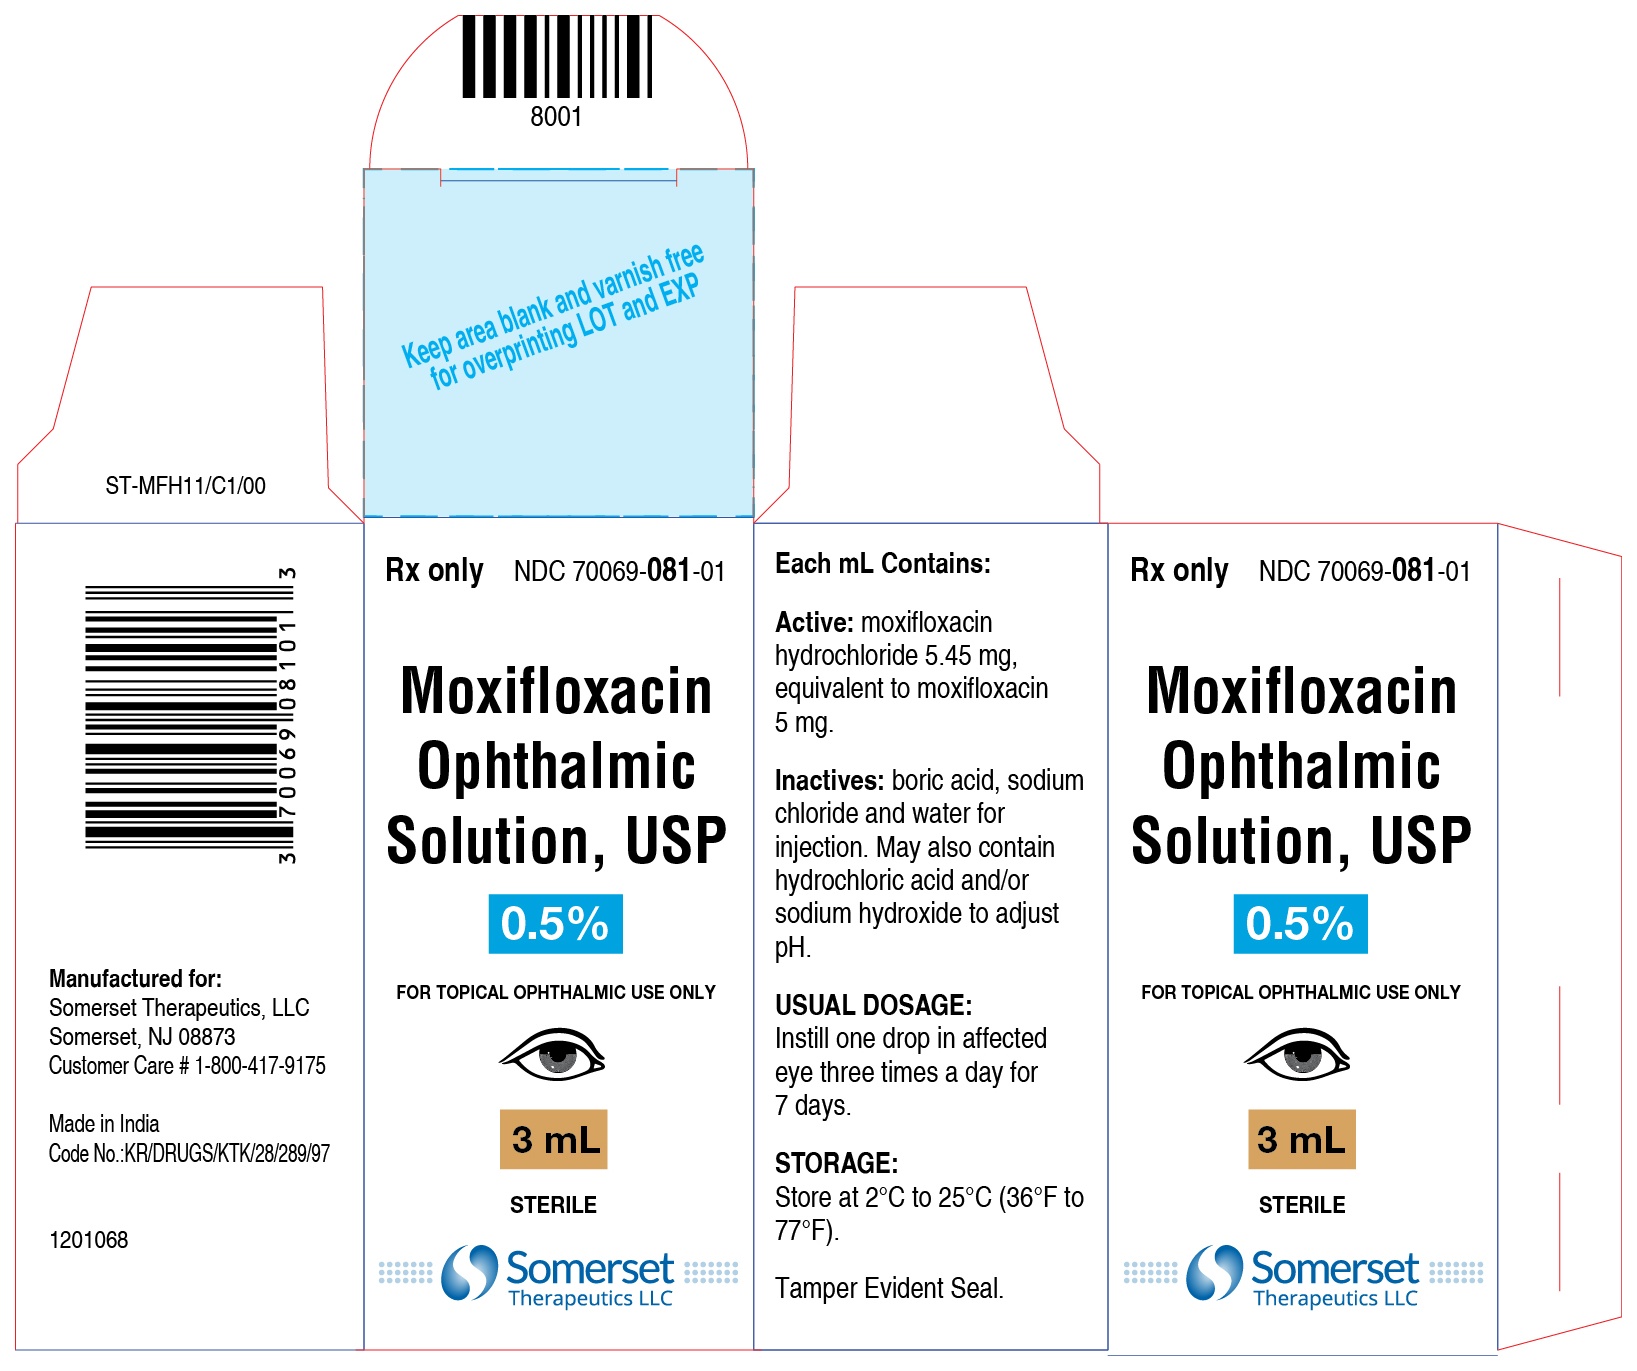 8001
Keep area blank and varnish free
for overprinting LOT and EXP
ST-MFH11/C1/00
3 70069 08101 3
Manufactured for:
Somerset Therapeutics, LLC
Somerset, NJ 08873
Customer Care # 1-800-417-9175
Made in India
Code No.:KR/DRUGS/KTK/28/289/97
1201068
Rx only NDC 70069-081-01
Moxifloxacin
Ophthalmic
Solution, USP
0.5%
FOR TOPICAL OPHTHALMIC USE ONLY
3 mL
STERILE
Somerset
Therapeutics LLC
Each mL Contains:
Active: moxifloxacin
hydrochloride 5.45 mg,
equivalent to moxifloxacin
5 mg.
Inactives: boric acid, sodium
chloride and water for
injection. May also contain
hydrochloric acid and/or
sodium hydroxide to adjust
pH.
USUAL DOSAGE:
Instill one drop in affected
eye three times a day for
7 days.
STORAGE:
Store at 2°C to 25°C (36°F to
77°F).
Tamper Evident Seal.
Rx only NDC 70069-081-01
Moxifloxacin
Ophthalmic
Solution, USP
0.5%
FOR TOPICAL OPHTHALMIC USE ONLY
3 mL
STERILE
Somerset
Therapeutics LLC